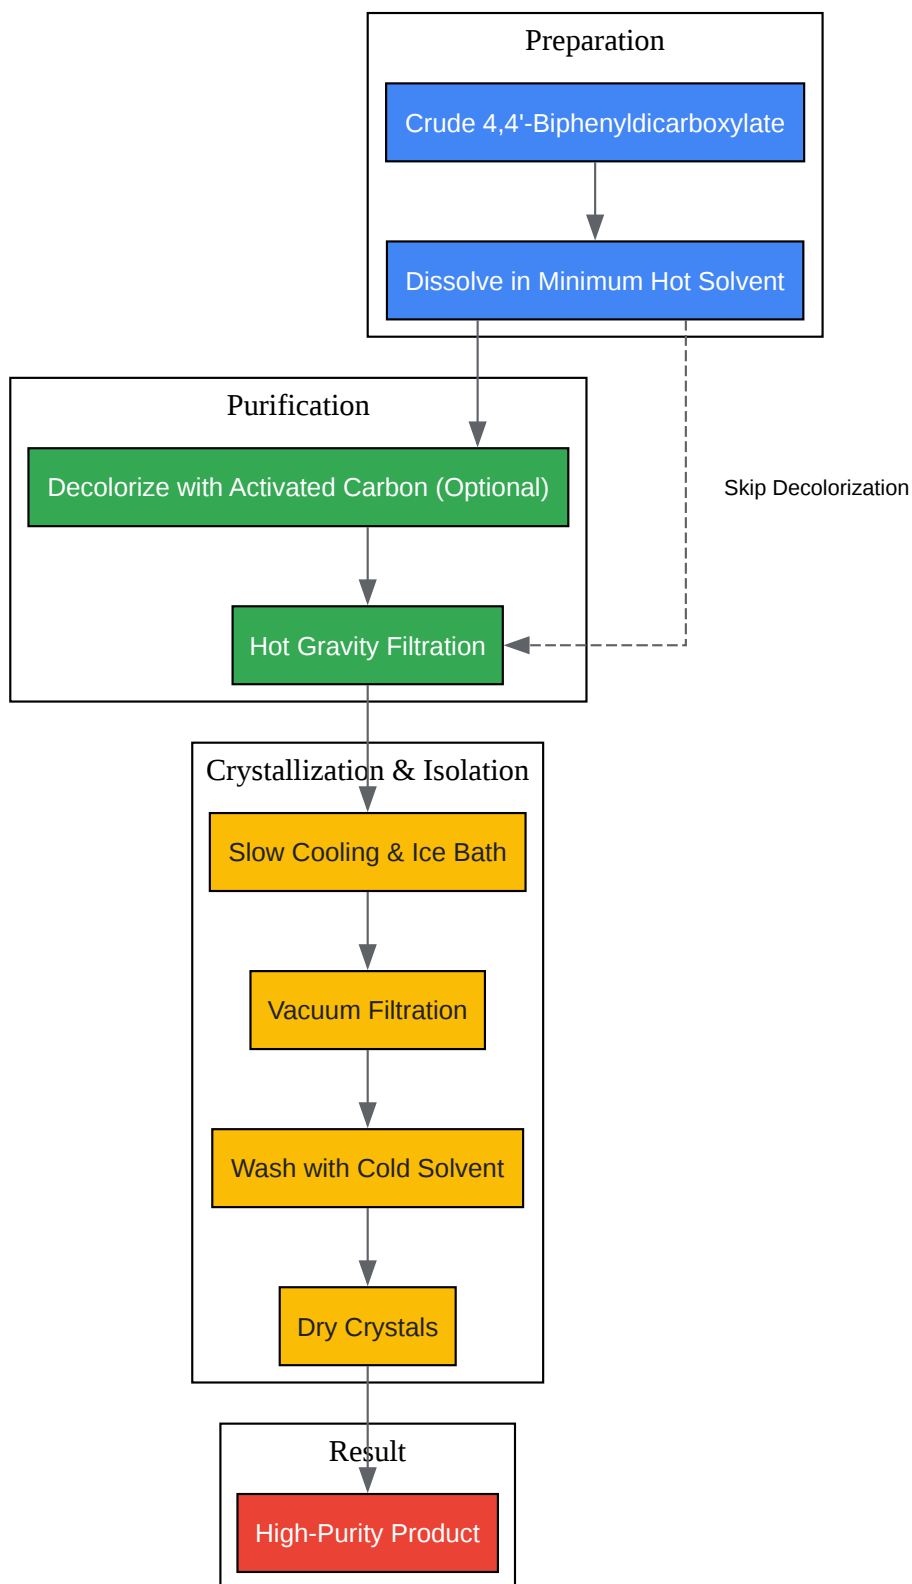 Preparation
Crude 4,4'-Biphenyldicarboxylate
Dissolve in Minimum Hot Solvent
Purification
Decolorize with Activated Carbon (Optional)
Skip Decolorization
Hot Gravity Filtration
Crystallization & Isolation
Slow Cooling & Ice Bath
Vacuum Filtration
Wash with Cold Solvent
Dry Crystals
Result
High-Purity Product